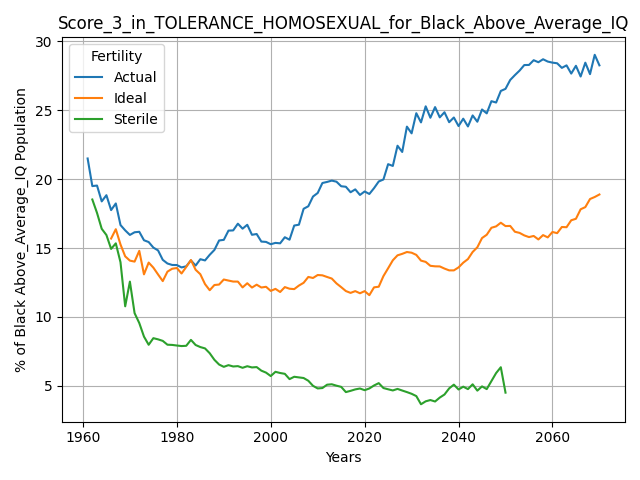 Score_3_in_TOLERANCE_HOMOSEXUAL_for_Black_Above_Average_IQ
Fertility
Actual
Ideal
Sterile
% of Black Above_Average_IQ Population
30
25
20
15
10
5
1960
1980
2000
2020
2040
2060
Years